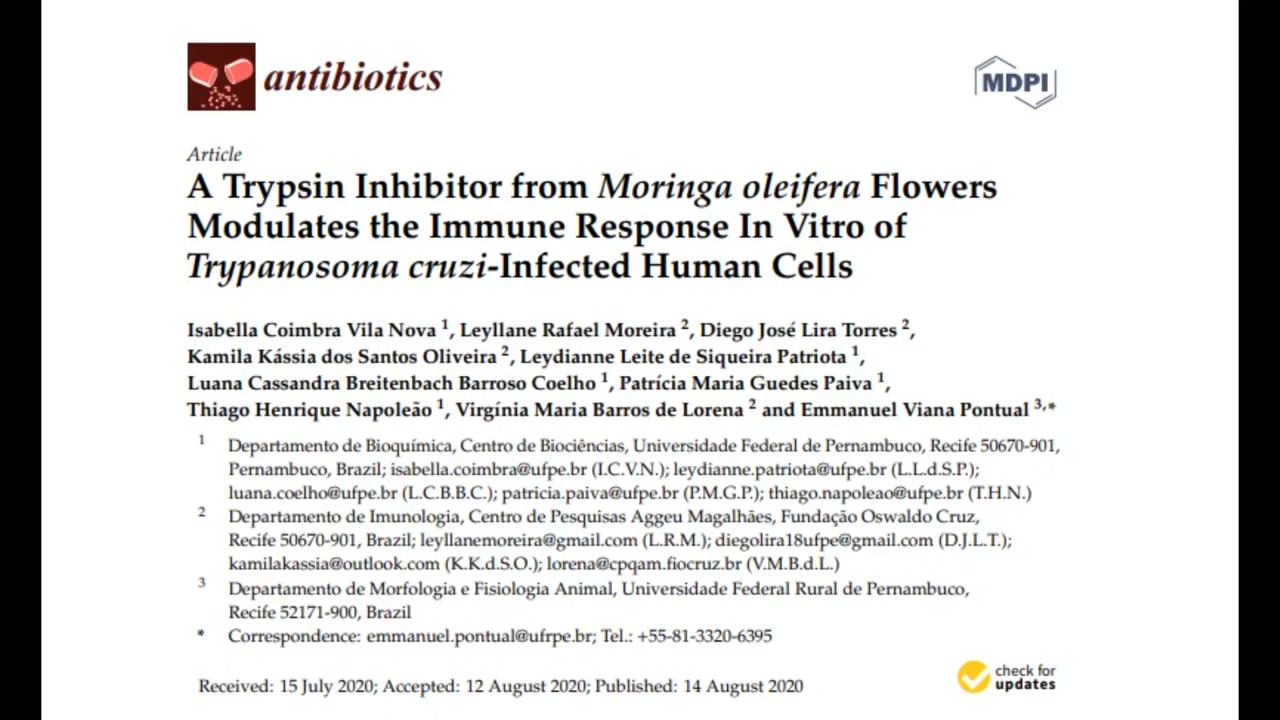 antibiotics
MDPI
Article
A Trypsin Inhibitor from Moringa oleifera Flowers
Modulates the Immune Response In Vitro of
Trypanosoma cruzi-Infected Human Cells
Isabella Coimbra Vila Nova 1, Leyllane Rafael Moreira 2, Diego José Lira Torres 2,
Kamila Kássia dos Santos Oliveira 2, Leydianne Leite de Siqueira Patriota 1,
Luana Cassandra Breitenbach Barroso Coelho 1, Patrícia Maria Guedes Paiva 1,
Thiago Henrique Napoleão 1, Virgínia Maria Barros de Lorena 2 and Emmanuel Viana Pontual 3,*
1 Departamento de Bioquímica, Centro de Biociências, Universidade Federal de Pernambuco, Recife 50670-901,
Pernambuco, Brazil; isabella.coimbra@ufpe.br (I.C.V.N.); leydianne.patriota@ufpe.br (L.L.d.S.P.);
luana.coelho@ufpe.br (L.C.B.B.C.); patricia.paiva@ufpe.br (P.M.G.P.); thiago.napoleao@ufpe.br (T.H.N.)
2 Departamento de Imunologia, Centro de Pesquisas Aggeu Magalhães, Fundação Oswaldo Cruz,
Recife 50670-901, Brazil; leyllanemoreira@gmail.com (L.R.M.); diegolira18ufpe@gmail.com (D.J.L.T.);
kamilakassia@outlook.com (K.K.d.S.O.); lorena@cpqam.fiocruz.br (V.M.B.d.L.)
3 Departamento de Morfologia e Fisiologia Animal, Universidade Federal Rural de Pernambuco,
Recife 52171-900, Brazil
* Correspondence: emmanuel.pontual@ufrpe.br; Tel.: +55-81-3320-6395
Received: 15 July 2020; Accepted: 12 August 2020; Published: 14 August 2020
check for
updates